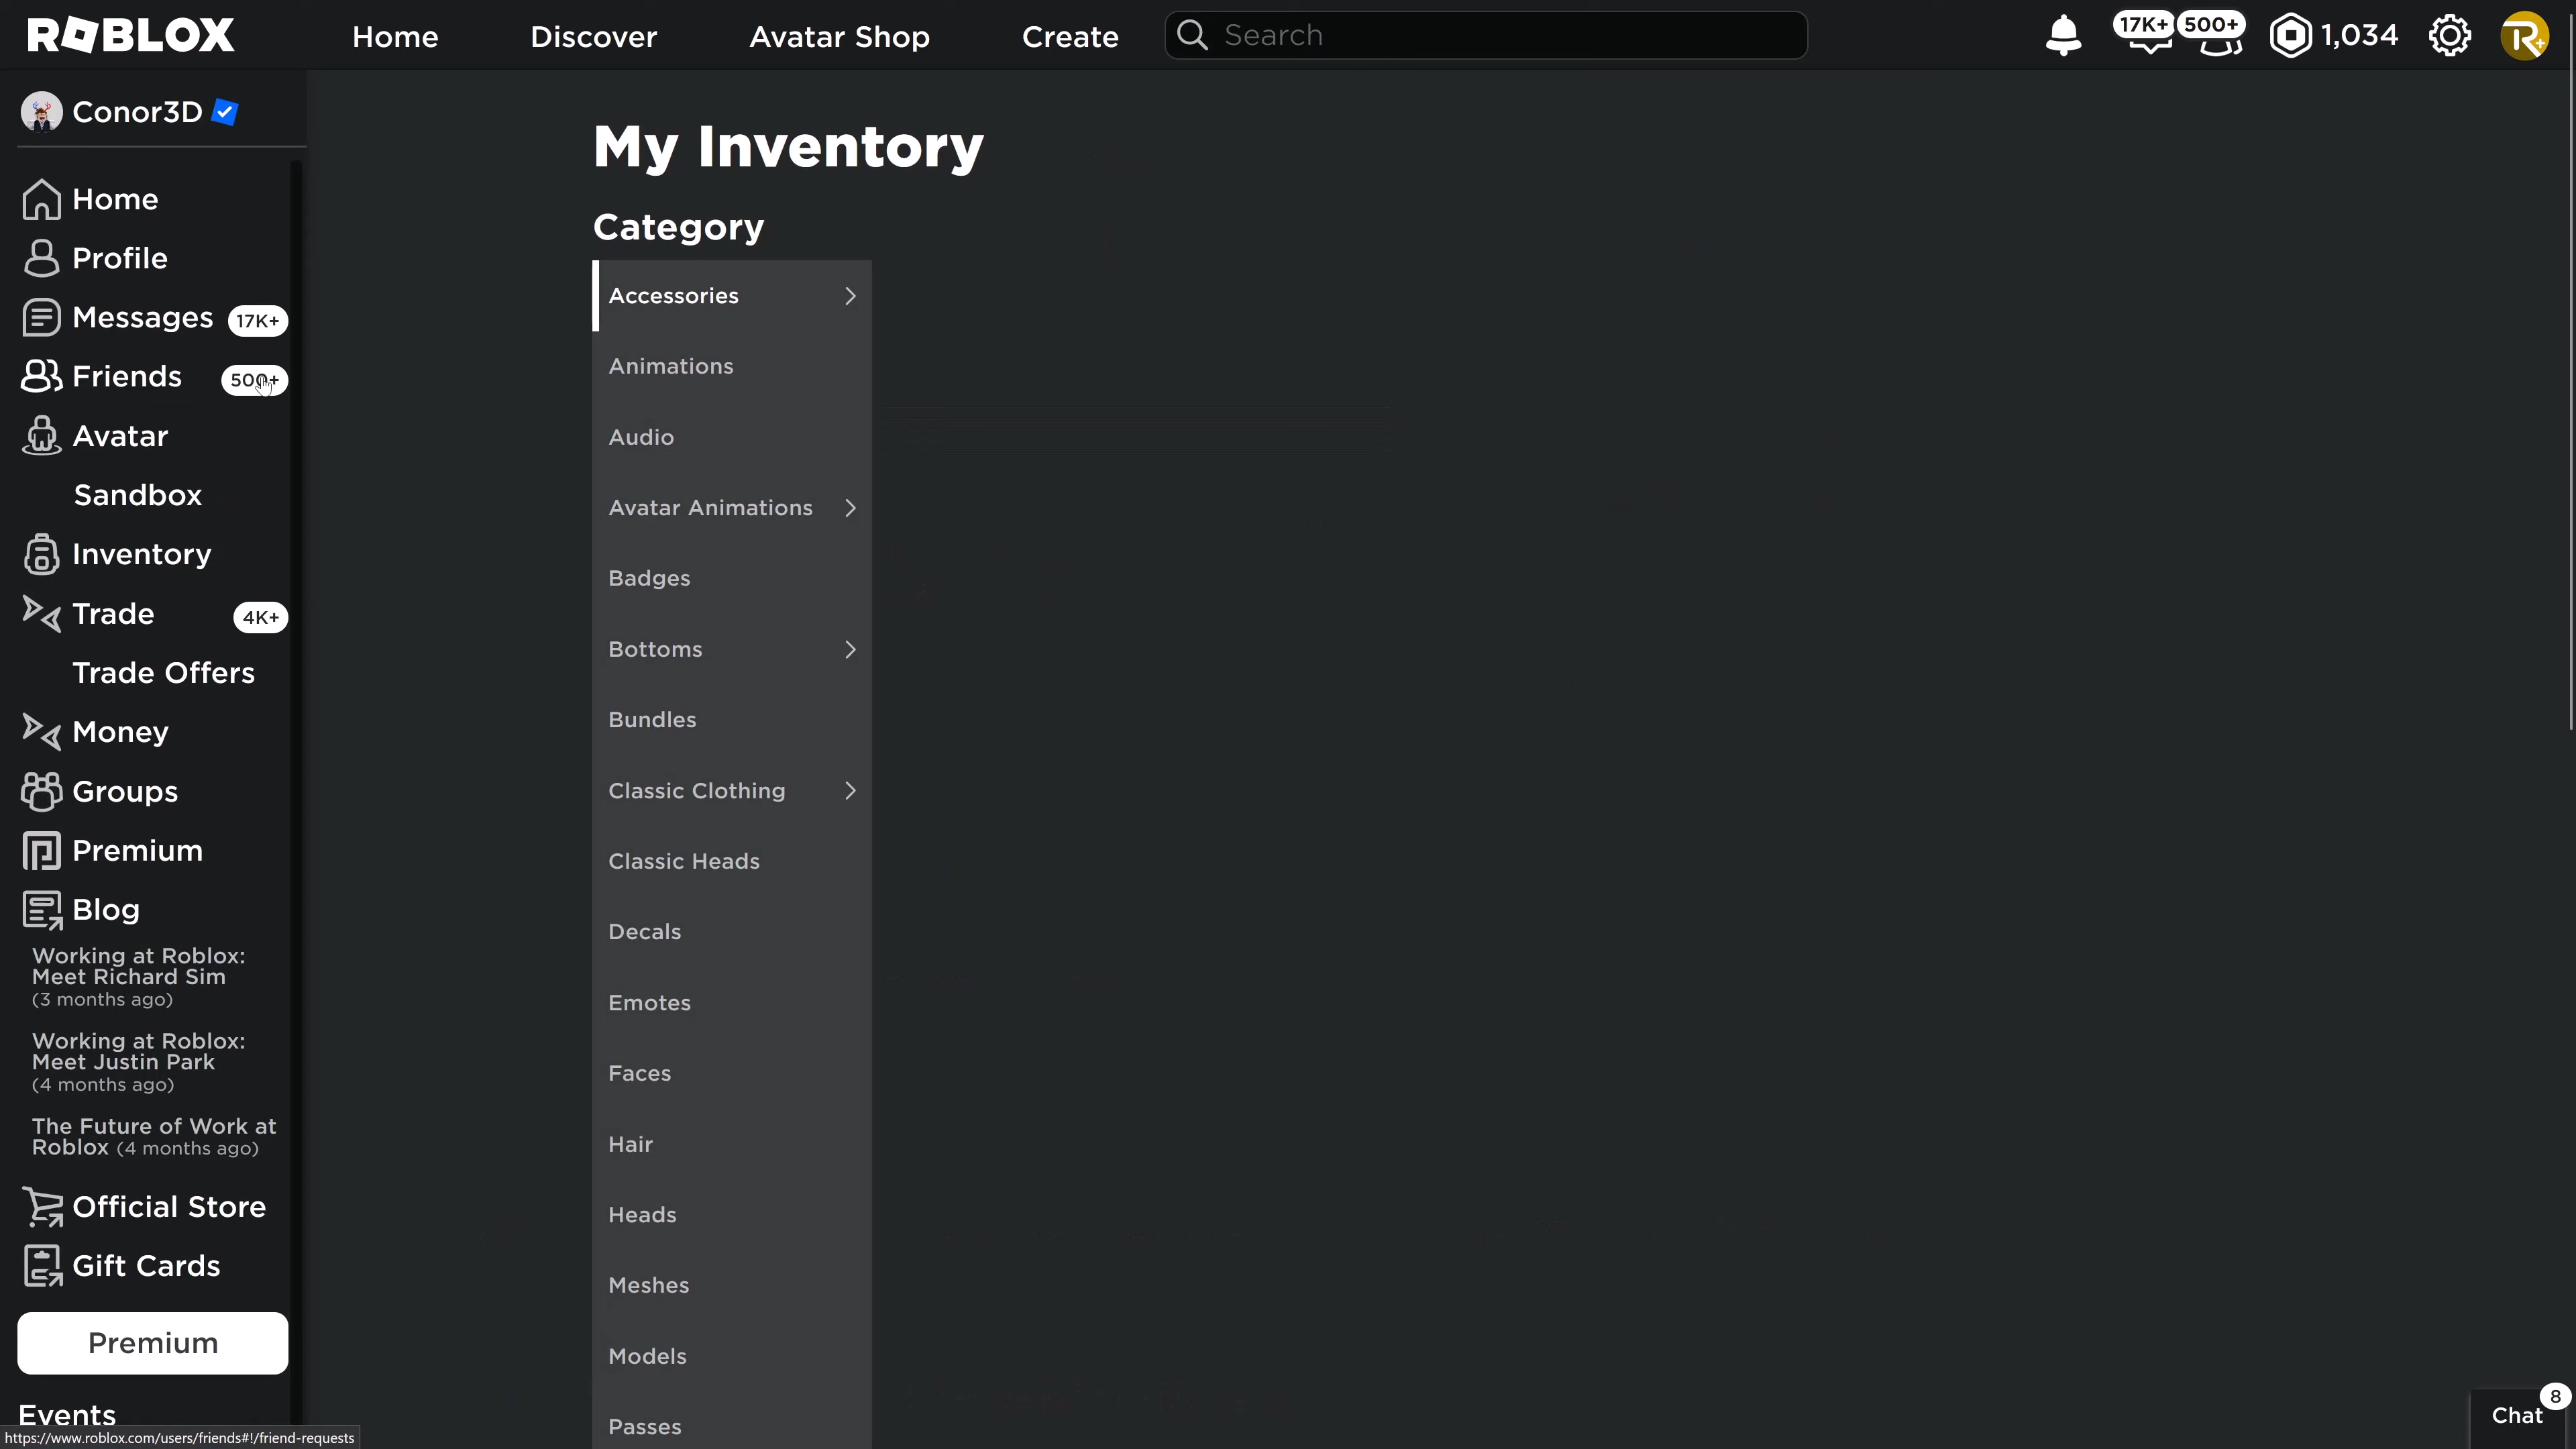 ROBLOX
Home
Discover
Avatar Shop
Create
Search
17K+
500+
1,034
Conor3D
Home
Profile
Messages
17K+
Friends
500+
Avatar
Sandbox
Inventory
Trade
4K+
Trade Offers
Money
Groups
Premium
Blog
Working at Roblox:
Meet Richard Sim
(3 months ago)
Working at Roblox:
Meet Justin Park
(4 months ago)
The Future of Work at
Roblox (4 months ago)
Official Store
Gift Cards
Premium
Events
https://www.roblox.com/users/friends#!/friend-requests
My Inventory
Category
Accessories
Animations
Audio
Avatar Animations
Badges
Bottoms
Bundles
Classic Clothing
Classic Heads
Decals
Emotes
Faces
Hair
Heads
Meshes
Models
Passes
Chat
8